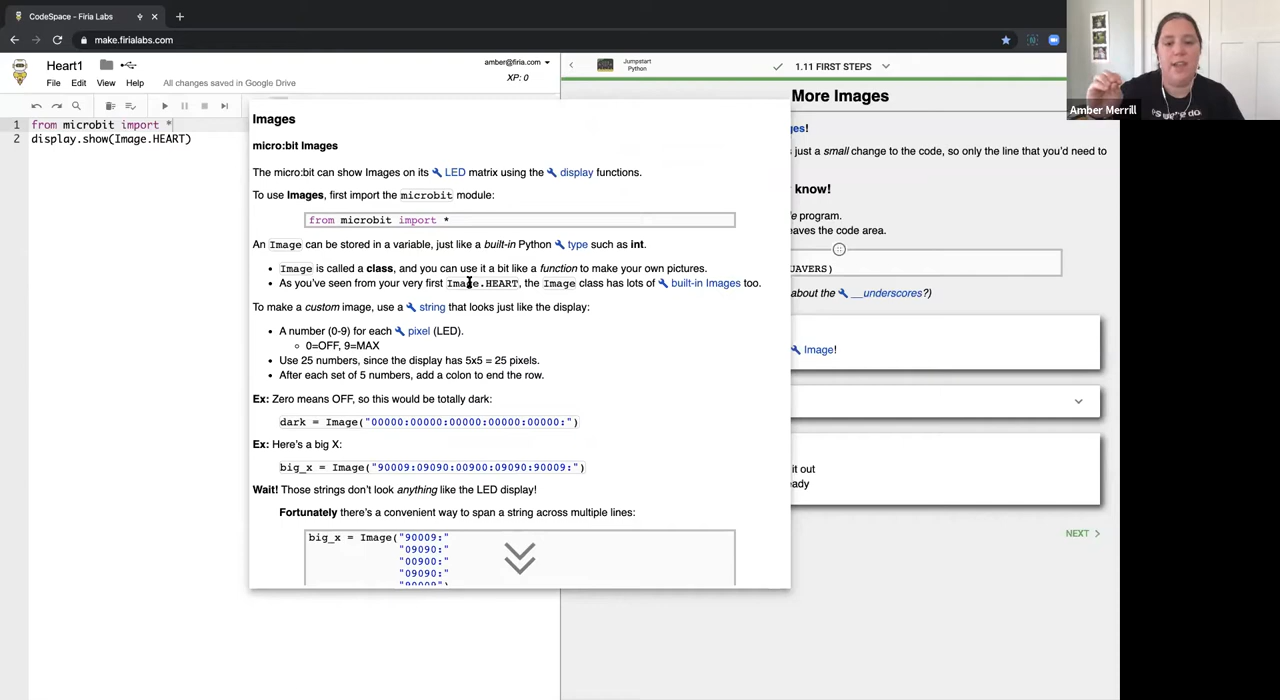 CodeSpace - Firia Labs
make.firialabs.com
Heart1
File Edit View Help
All changes saved in Google Drive
amber@firia.com
XP: 0
1 from microbit import *
2 display.show(Image.HEART)
Images
micro:bit Images
The micro:bit can show Images on its LED matrix using the display functions.
To use Images, first import the microbit module:
from microbit import *
An Image can be stored in a variable, just like a built-in Python type such as int.
• Image is called a class, and you can use it a bit like a function to make your own pictures.
• As you've seen from your very first Image.HEART, the Image class has lots of built-in Images too.
To make a custom image, use a string that looks just like the display:
• A number (0-9) for each pixel (LED).
○ 0=OFF, 9=MAX
• Use 25 numbers, since the display has 5x5 = 25 pixels.
• After each set of 5 numbers, add a colon to end the row.
Ex: Zero means OFF, so this would be totally dark:
dark = Image("00000:00000:00000:00000:00000:")
Ex: Here's a big X:
big_x = Image("90009:09090:00900:09090:90009:")
Wait! Those strings don't look anything like the LED display!
Fortunately there's a convenient way to span a string across multiple lines:
big_x = Image("90009:"
"09090:"
"00900:"
"09090:"
"90009")
Jumpstart
Python
1.11 FIRST STEPS
More Images
ges!
just a small change to the code, so only the line that you'd need to
know!
program.
eaves the code area.
UAVERS)
about the __underscores?)
Image!
it out
ady
NEXT
Amber Merrill